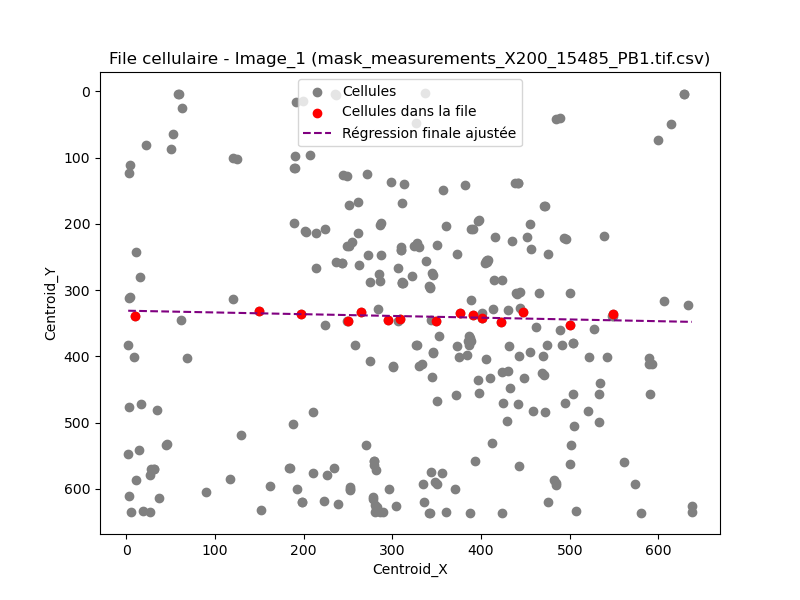 File cellulaire - Image_1 (mask_measurements_X200_15485_PB1.tif.csv)
Cellules
Cellules dans la file
Régression finale ajustée
0
100
200
300
400
500
600
Centroid_Y
0 100 200 300 400 500 600
Centroid_X